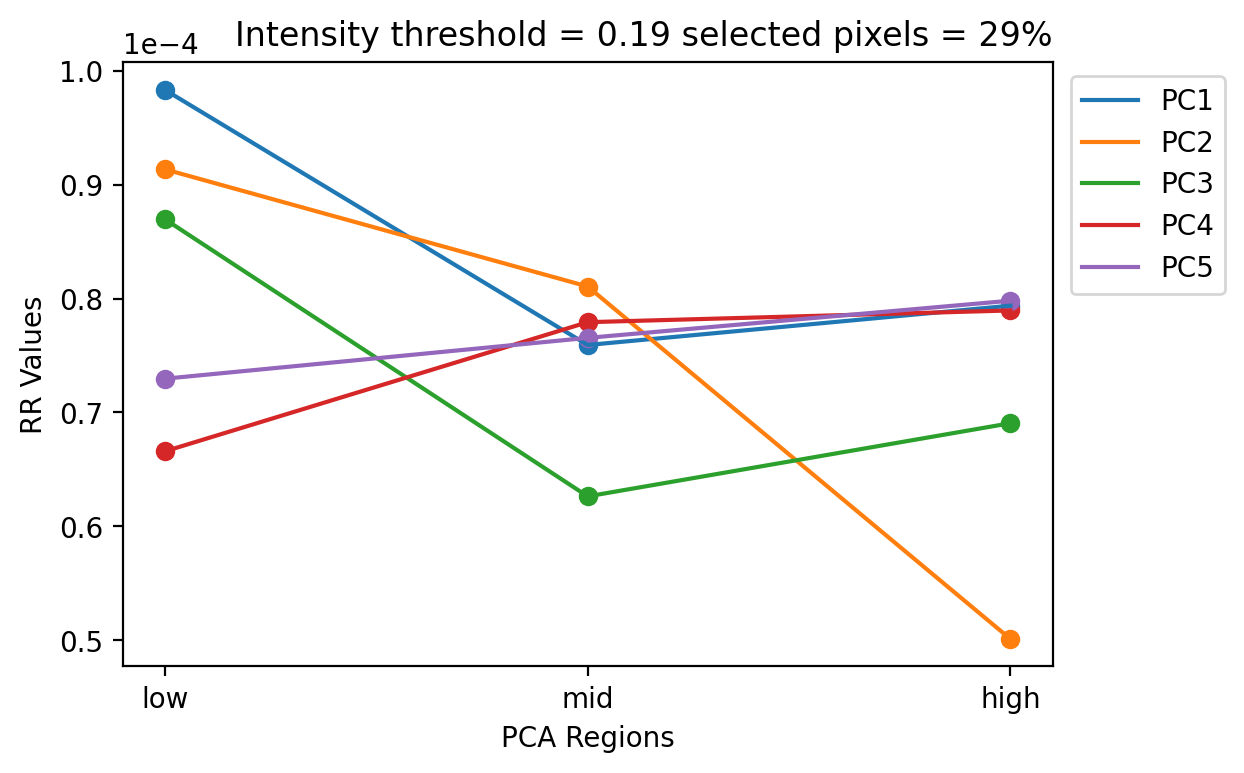 Intensity threshold = 0.19 selected pixels = 29%
1e−4
1.0
0.9
0.8
0.7
0.6
0.5
RR Values
low
mid
high
PCA Regions
PC1
PC2
PC3
PC4
PC5